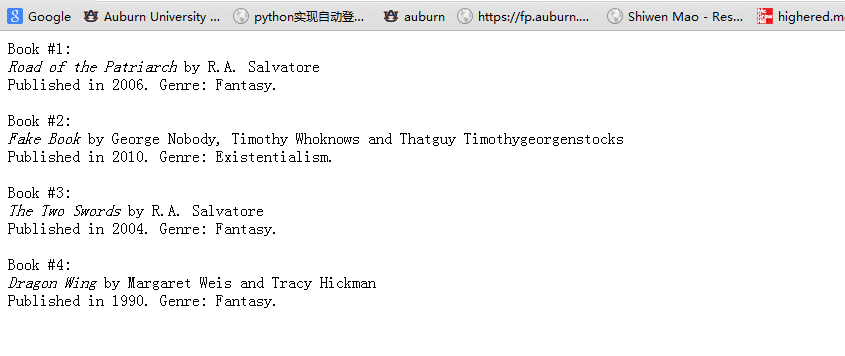 Google Auburn University ... python实现自动登... auburn https://fp.auburn.... Shiwen Mao - Res... highered.m
Book #1:
Road of the Patriarch by R.A. Salvatore
Published in 2006. Genre: Fantasy.
Book #2:
Fake Book by George Nobody, Timothy Whoknows and Thatguy Timothygeorgenstocks
Published in 2010. Genre: Existentialism.
Book #3:
The Two Swords by R.A. Salvatore
Published in 2004. Genre: Fantasy.
Book #4:
Dragon Wing by Margaret Weis and Tracy Hickman
Published in 1990. Genre: Fantasy.